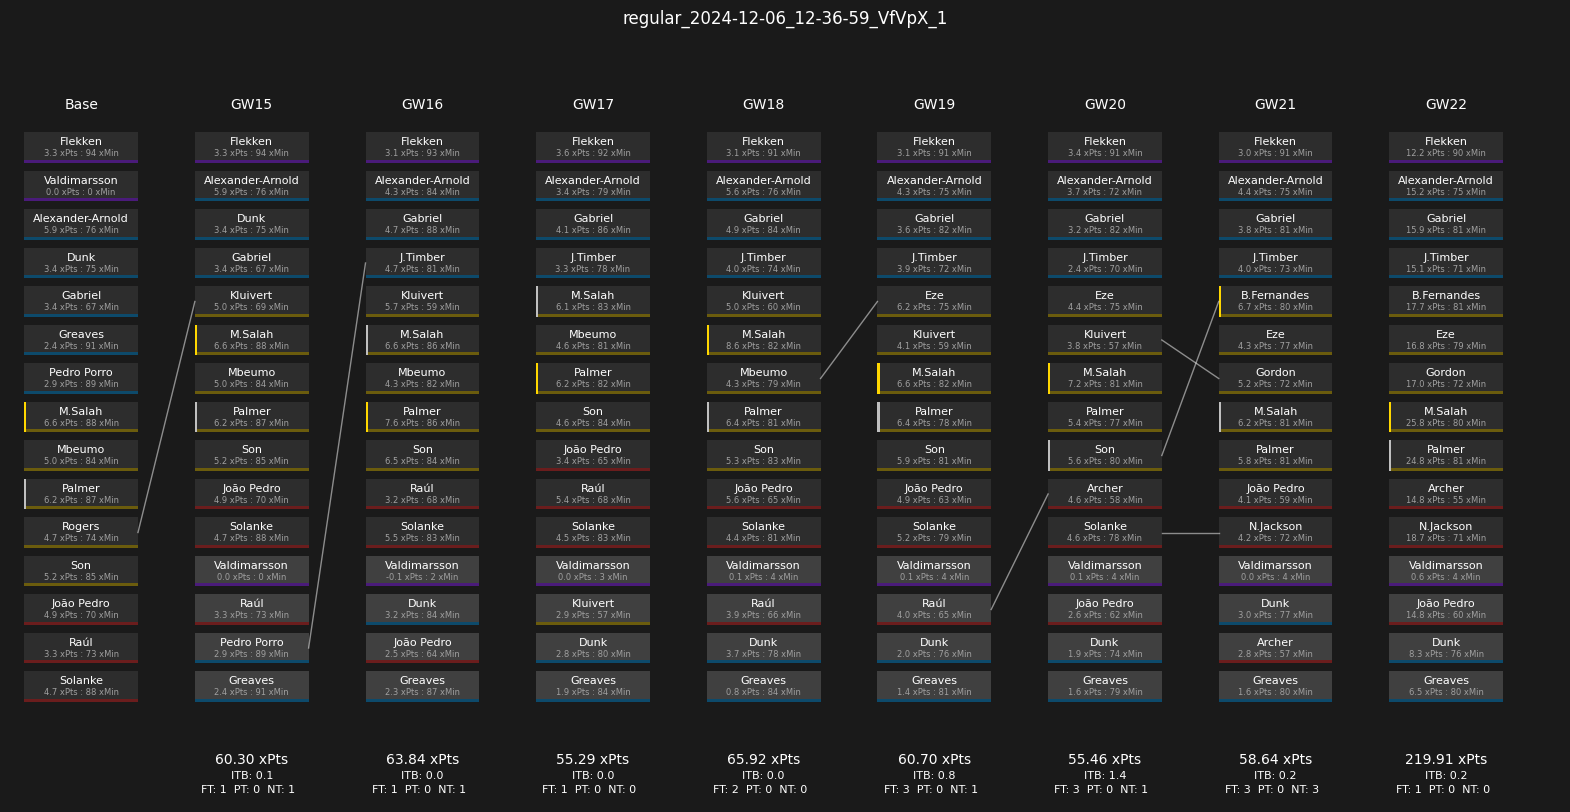 regular_2024-12-06_12-36-59_VfVpX_1
Base
Flekken
3.3 xPts : 94 xMin
Valdimarsson
0.0 xPts : 0 xMin
Alexander-Arnold
5.9 xPts : 76 xMin
Dunk
3.4 xPts : 75 xMin
Gabriel
3.4 xPts : 67 xMin
Greaves
2.4 xPts : 91 xMin
Pedro Porro
2.9 xPts : 89 xMin
M.Salah
6.6 xPts : 88 xMin
Mbeumo
5.0 xPts : 84 xMin
Palmer
6.2 xPts : 87 xMin
Rogers
4.7 xPts : 74 xMin
Son
5.2 xPts : 85 xMin
João Pedro
4.9 xPts : 70 xMin
Raúl
3.3 xPts : 73 xMin
Solanke
4.7 xPts : 88 xMin
GW15
Flekken
3.3 xPts : 94 xMin
Alexander-Arnold
5.9 xPts : 76 xMin
Dunk
3.4 xPts : 75 xMin
Gabriel
3.4 xPts : 67 xMin
Kluivert
5.0 xPts : 69 xMin
M.Salah
6.6 xPts : 88 xMin
Mbeumo
5.0 xPts : 84 xMin
Palmer
6.2 xPts : 87 xMin
Son
5.2 xPts : 85 xMin
João Pedro
4.9 xPts : 70 xMin
Solanke
4.7 xPts : 88 xMin
Valdimarsson
0.0 xPts : 0 xMin
Raúl
3.3 xPts : 73 xMin
Pedro Porro
2.9 xPts : 89 xMin
Greaves
2.4 xPts : 91 xMin
60.30 xPts
ITB: 0.1
FT: 1 PT: 0 NT: 1
GW16
Flekken
3.1 xPts : 93 xMin
Alexander-Arnold
4.3 xPts : 84 xMin
Gabriel
4.7 xPts : 88 xMin
J.Timber
4.7 xPts : 81 xMin
Kluivert
5.7 xPts : 59 xMin
M.Salah
6.6 xPts : 86 xMin
Mbeumo
4.3 xPts : 82 xMin
Palmer
7.6 xPts : 86 xMin
Son
6.5 xPts : 84 xMin
Raúl
3.2 xPts : 68 xMin
Solanke
5.5 xPts : 83 xMin
Valdimarsson
-0.1 xPts : 2 xMin
Dunk
3.2 xPts : 84 xMin
João Pedro
2.5 xPts : 64 xMin
Greaves
2.3 xPts : 87 xMin
63.84 xPts
ITB: 0.0
FT: 1 PT: 0 NT: 1
GW17
Flekken
3.6 xPts : 92 xMin
Alexander-Arnold
3.4 xPts : 79 xMin
Gabriel
4.1 xPts : 86 xMin
J.Timber
3.3 xPts : 78 xMin
M.Salah
6.1 xPts : 83 xMin
Mbeumo
4.6 xPts : 81 xMin
Palmer
6.2 xPts : 82 xMin
Son
4.6 xPts : 84 xMin
João Pedro
3.4 xPts : 65 xMin
Raúl
5.4 xPts : 68 xMin
Solanke
4.5 xPts : 83 xMin
Valdimarsson
0.0 xPts : 3 xMin
Kluivert
2.9 xPts : 57 xMin
Dunk
2.8 xPts : 80 xMin
Greaves
1.9 xPts : 84 xMin
55.29 xPts
ITB: 0.0
FT: 1 PT: 0 NT: 0
GW18
Flekken
3.1 xPts : 91 xMin
Alexander-Arnold
5.6 xPts : 76 xMin
Gabriel
4.9 xPts : 84 xMin
J.Timber
4.0 xPts : 74 xMin
Kluivert
5.0 xPts : 60 xMin
M.Salah
8.6 xPts : 82 xMin
Mbeumo
4.3 xPts : 79 xMin
Palmer
6.4 xPts : 81 xMin
Son
5.3 xPts : 83 xMin
João Pedro
5.6 xPts : 65 xMin
Solanke
4.4 xPts : 81 xMin
Valdimarsson
0.1 xPts : 4 xMin
Raúl
3.9 xPts : 66 xMin
Dunk
3.7 xPts : 78 xMin
Greaves
0.8 xPts : 84 xMin
65.92 xPts
ITB: 0.0
FT: 2 PT: 0 NT: 0
GW19
Flekken
3.1 xPts : 91 xMin
Alexander-Arnold
4.3 xPts : 75 xMin
Gabriel
3.6 xPts : 82 xMin
J.Timber
3.9 xPts : 72 xMin
Eze
6.2 xPts : 75 xMin
Kluivert
4.1 xPts : 59 xMin
M.Salah
6.6 xPts : 82 xMin
Palmer
6.4 xPts : 78 xMin
Son
5.9 xPts : 81 xMin
João Pedro
4.9 xPts : 63 xMin
Solanke
5.2 xPts : 79 xMin
Valdimarsson
0.1 xPts : 4 xMin
Raúl
4.0 xPts : 65 xMin
Dunk
2.0 xPts : 76 xMin
Greaves
1.4 xPts : 81 xMin
60.70 xPts
ITB: 0.8
FT: 3 PT: 0 NT: 1
GW20
Flekken
3.4 xPts : 91 xMin
Alexander-Arnold
3.7 xPts : 72 xMin
Gabriel
3.2 xPts : 82 xMin
J.Timber
2.4 xPts : 70 xMin
Eze
4.4 xPts : 75 xMin
Kluivert
3.8 xPts : 57 xMin
M.Salah
7.2 xPts : 81 xMin
Palmer
5.4 xPts : 77 xMin
Son
5.6 xPts : 80 xMin
Archer
4.6 xPts : 58 xMin
Solanke
4.6 xPts : 78 xMin
Valdimarsson
0.1 xPts : 4 xMin
João Pedro
2.6 xPts : 62 xMin
Dunk
1.9 xPts : 74 xMin
Greaves
1.6 xPts : 79 xMin
55.46 xPts
ITB: 1.4
FT: 3 PT: 0 NT: 1
GW21
Flekken
3.0 xPts : 91 xMin
Alexander-Arnold
4.4 xPts : 75 xMin
Gabriel
3.8 xPts : 81 xMin
J.Timber
4.0 xPts : 73 xMin
B.Fernandes
6.7 xPts : 80 xMin
Eze
4.3 xPts : 77 xMin
Gordon
5.2 xPts : 72 xMin
M.Salah
6.2 xPts : 81 xMin
Palmer
5.8 xPts : 81 xMin
João Pedro
4.1 xPts : 59 xMin
N.Jackson
4.2 xPts : 72 xMin
Valdimarsson
0.0 xPts : 4 xMin
Dunk
3.0 xPts : 77 xMin
Archer
2.8 xPts : 57 xMin
Greaves
1.6 xPts : 80 xMin
58.64 xPts
ITB: 0.2
FT: 3 PT: 0 NT: 3
GW22
Flekken
12.2 xPts : 90 xMin
Alexander-Arnold
15.2 xPts : 75 xMin
Gabriel
15.9 xPts : 81 xMin
J.Timber
15.1 xPts : 71 xMin
B.Fernandes
17.7 xPts : 81 xMin
Eze
16.8 xPts : 79 xMin
Gordon
17.0 xPts : 72 xMin
M.Salah
25.8 xPts : 80 xMin
Palmer
24.8 xPts : 81 xMin
Archer
14.8 xPts : 55 xMin
N.Jackson
18.7 xPts : 71 xMin
Valdimarsson
0.6 xPts : 4 xMin
João Pedro
14.8 xPts : 60 xMin
Dunk
8.3 xPts : 76 xMin
Greaves
6.5 xPts : 80 xMin
219.91 xPts
ITB: 0.2
FT: 1 PT: 0 NT: 0